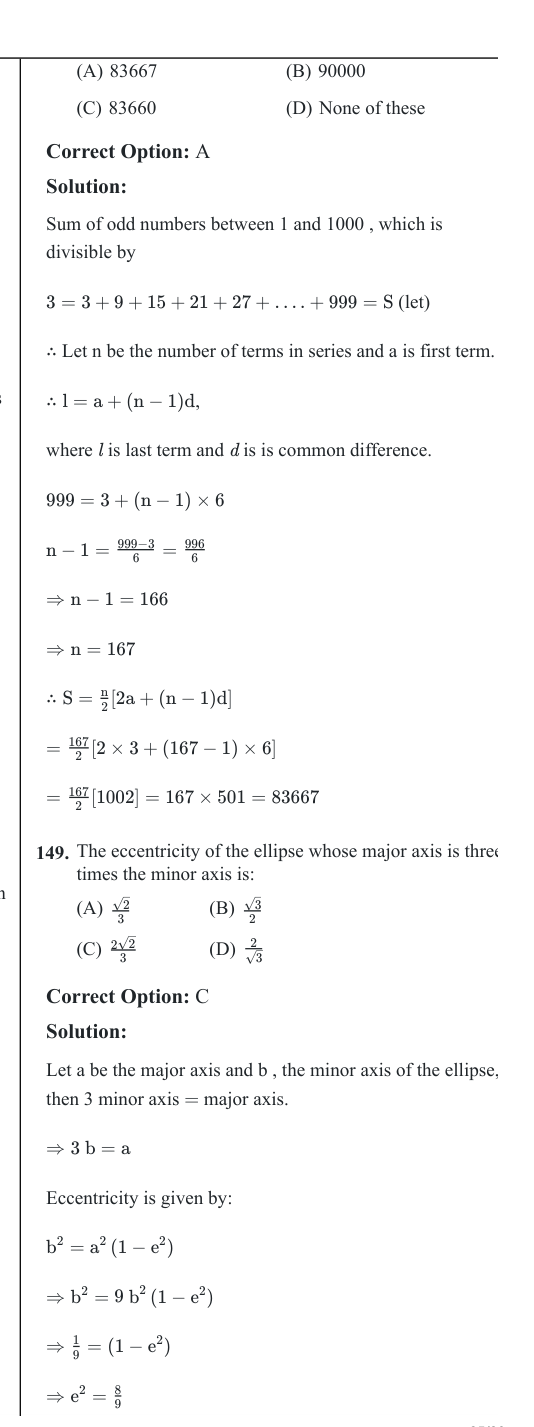 (A) 83667 (B) 90000
(C) 83660 (D) None of these
Correct Option: A
Solution:
Sum of odd numbers between 1 and 1000 , which is
divisible by
3 = 3 + 9 + 15 + 21 + 27 + .... + 999 = S (let)
∴ Let n be the number of terms in series and a is first term.
∴ l = a + (n − 1)d,
where l is last term and d is is common difference.
999 = 3 + (n − 1) × 6
n − 1 = 999−3/6 = 996/6
⇒ n − 1 = 166
⇒ n = 167
∴ S = n/2[2a + (n − 1)d]
= 167/2[2 × 3 + (167 − 1) × 6]
= 167/2[1002] = 167 × 501 = 83667
149. The eccentricity of the ellipse whose major axis is three
times the minor axis is:
(A) √2/3 (B) √3/2
(C) 2√2/3 (D) 2/√3
Correct Option: C
Solution:
Let a be the major axis and b , the minor axis of the ellipse,
then 3 minor axis = major axis.
⇒ 3 b = a
Eccentricity is given by:
b² = a² (1 − e²)
⇒ b² = 9 b² (1 − e²)
⇒ 1/9 = (1 − e²)
⇒ e² = 8/9